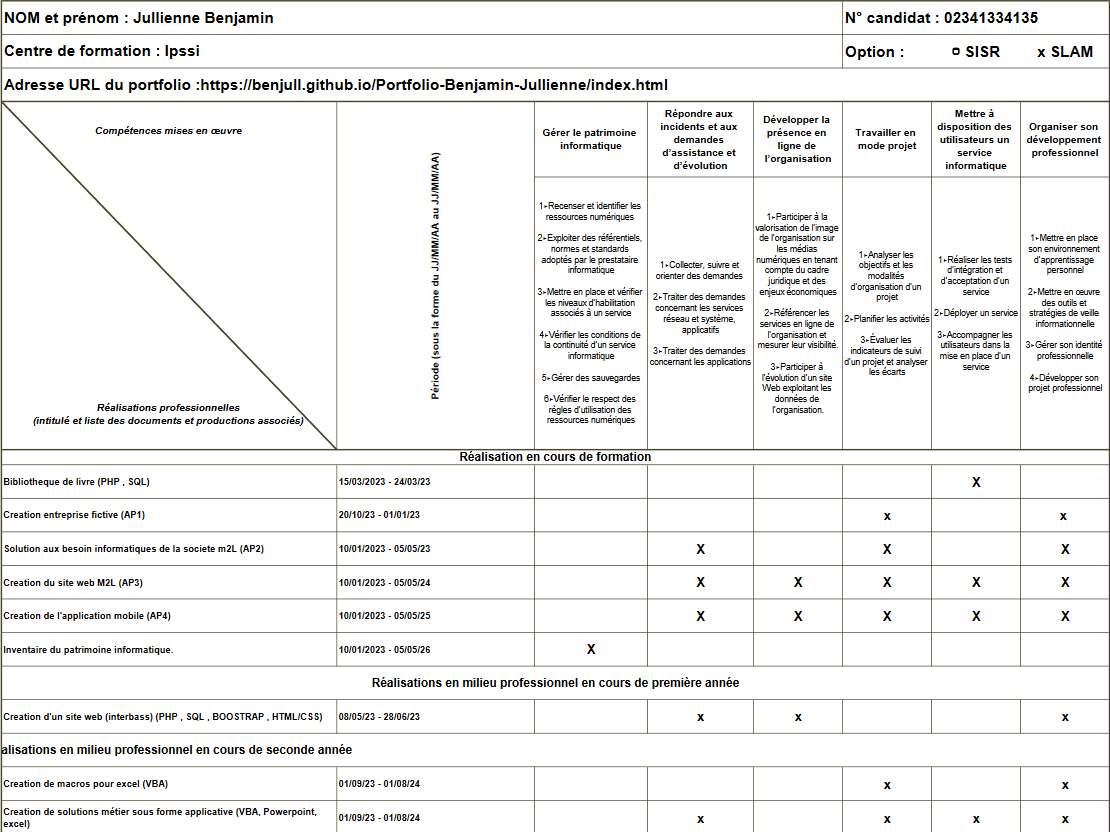 NOM et prénom : Jullienne Benjamin
N° candidat : 02341334135
Centre de formation : Ipssi
Option : ¤ SISR x SLAM
Adresse URL du portfolio :https://benjull.github.io/Portfolio-Benjamin-Jullienne/index.html
Compétences mises en œuvre
Réalisations professionnelles
(intitulé et liste des documents et productions associés)
Période (sous la forme du JJ/MM/AA au JJ/MM/AA)
Gérer le patrimoine
informatique
Répondre aux
incidents et aux
demandes
d'assistance et
d'évolution
Développer la
présence en
ligne de
l'organisation
Travailler en
mode projet
Mettre à
disposition des
utilisateurs un
service
informatique
Organiser son
développement
professionnel
1▸Recenser et identifier les
ressources numériques
2▸Exploiter des référentiels,
normes et standards
adoptés par le prestataire
informatique
3▸Mettre en place et vérifier
les niveaux d'habilitation
associés à un service
4▸Vérifier les conditions de
la continuité d'un service
informatique
5▸Gérer des sauvegardes
6▸Vérifier le respect des
règles d'utilisation des
ressources numériques
1▸Collecter, suivre et
orienter des demandes
2▸Traiter des demandes
concernant les services
réseau et système,
applicatifs
3▸Traiter des demandes
concernant les applications
1▸Participer à la
valorisation de l'image
de l'organisation sur
les médias
numériques en tenant
compte du cadre
juridique et des
enjeux économiques
2▸Référencer les
services en ligne de
l'organisation et
mesurer leur visibilité.
3▸Participer à
l'évolution d'un site
Web exploitant les
données de
l'organisation.
1▸Analyser les
objectifs et les
modalités
d'organisation d'un
projet
2▸Planifier les activités
3▸Évaluer les
indicateurs de suivi
d'un projet et analyser
les écarts
1▸Réaliser les tests
d'intégration et
d'acceptation d'un
service
2▸Déployer un service
3▸Accompagner les
utilisateurs dans la
mise en place d'un
service
1▸Mettre en place
son environnement
d'apprentissage
personnel
2▸Mettre en œuvre
des outils et
stratégies de veille
informationnelle
3▸Gérer son identité
professionnelle
4▸Développer son
projet professionnel
Réalisation en cours de formation
Bibliotheque de livre (PHP , SQL) 15/03/2023 - 24/03/23 X
Creation entreprise fictive (AP1) 20/10/23 - 01/01/23 x x
Solution aux besoin informatiques de la societe m2L (AP2) 10/01/2023 - 05/05/23 X X X
Creation du site web M2L (AP3) 10/01/2023 - 05/05/24 X X X X X
Creation de l'application mobile (AP4) 10/01/2023 - 05/05/25 X X X X X
Inventaire du patrimoine informatique. 10/01/2023 - 05/05/26 X
Réalisations en milieu professionnel en cours de première année
Creation d'un site web (interbass) (PHP , SQL , BOOSTRAP , HTML/CSS) 08/05/23 - 28/06/23 x x x
alisations en milieu professionnel en cours de seconde année
Creation de macros pour excel (VBA) 01/09/23 - 01/08/24 x x
Creation de solutions métier sous forme applicative (VBA, Powerpoint,
excel) 01/09/23 - 01/08/24 x x x x